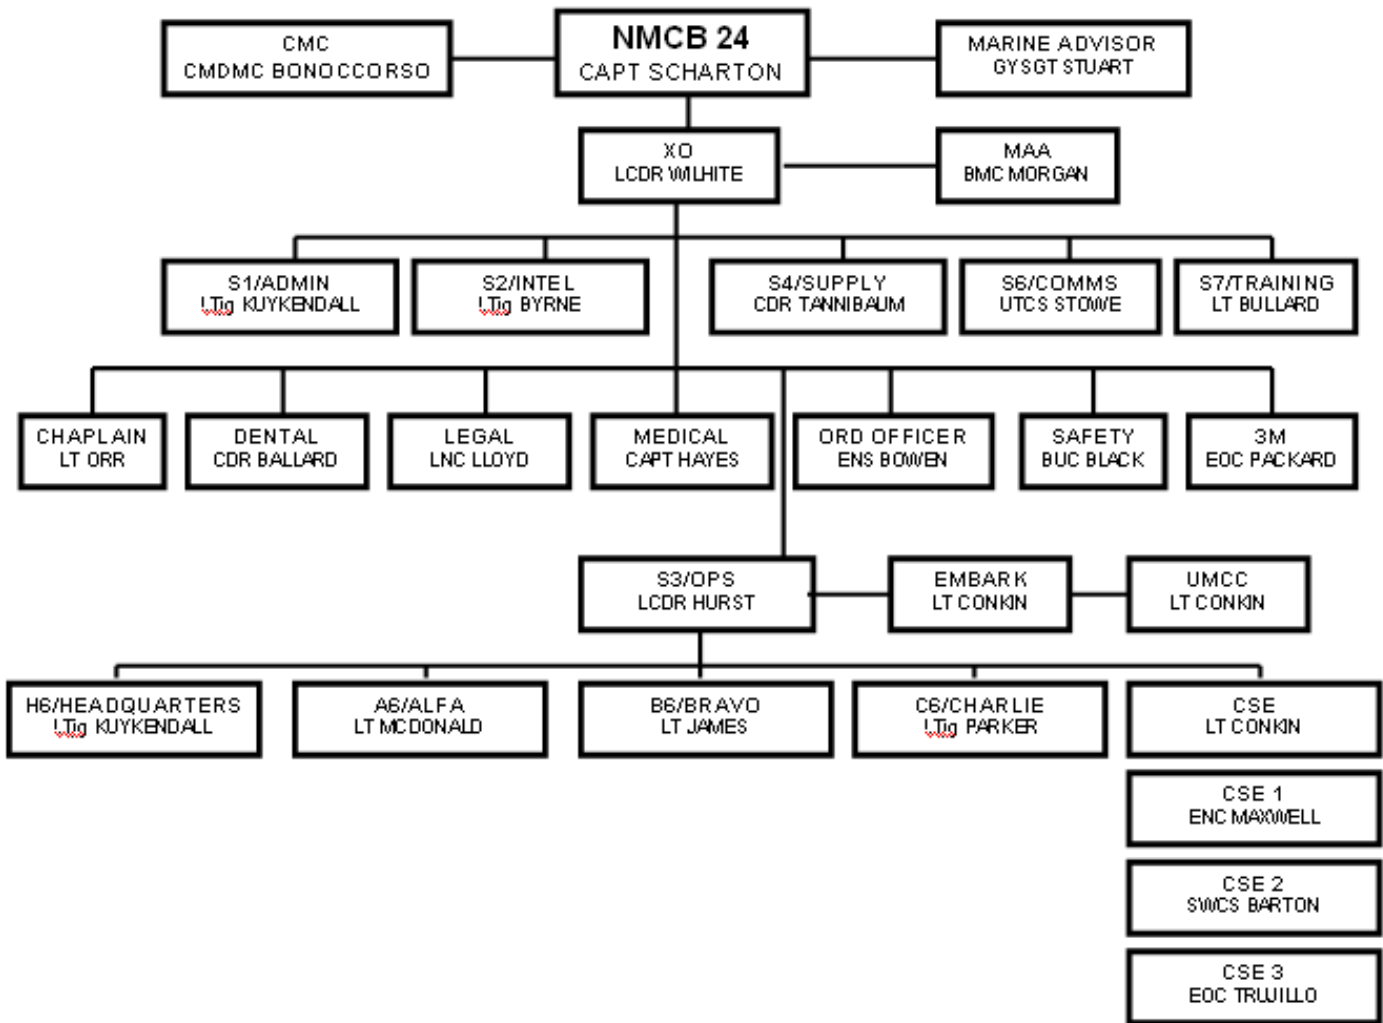 CMC
CMDMC BONOCCORSO
NMCB 24
CAPT SCHARTON
MARINE ADVISOR
GYSGT STUART
XO
LCDR WILHITE
MAA
BMC MORGAN
S1/ADMIN
LTjg KUYKENDALL
S2/INTEL
LTjg BYRNE
S4/SUPPLY
CDR TANNIBAUM
S6/COMMS
UTCS STOWE
S7/TRAINING
LT BULLARD
CHAPLAIN
LT ORR
DENTAL
CDR BALLARD
LEGAL
LNC LLOYD
MEDICAL
CAPT HAYES
ORD OFFICER
ENS BOWEN
SAFETY
BUC BLACK
3M
EOC PACKARD
S3/OPS
LCDR HURST
EMBARK
LT CONKIN
UMCC
LT CONKIN
H6/HEADQUARTERS
LTjg KUYKENDALL
A6/ALFA
LT MCDONALD
B6/BRAVO
LT JAMES
C6/CHARLIE
LTjg PARKER
CSE
LT CONKIN
CSE 1
ENC MAXWELL
CSE 2
SWCS BARTON
CSE 3
EOC TRUJILLO